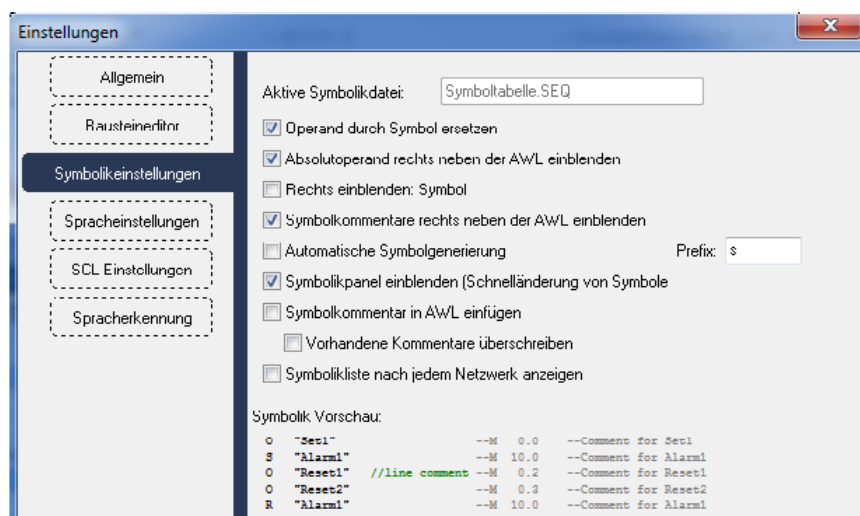 Einstellungen
Allgemein
Bausteineditor
Symbolikeinstellungen
Spracheinstellungen
SCL Einstellungen
Spracherkennung
Aktive Symbolikdatei: Symboltabelle.SEQ
Operand durch Symbol ersetzen
Absolutoperand rechts neben der AWL einblenden
Rechts einblenden: Symbol
Symbolkommentare rechts neben der AWL einblenden
Automatische Symbolgenerierung Prefix: s
Symbolikpanel einblenden (Schnelländerung von Symbole
Symbolkommentar in AWL einfügen
Vorhandene Kommentare überschreiben
Symbolikliste nach jedem Netzwerk anzeigen
Symbolik Vorschau:
O "Set1" --M 0.0 --Comment for Set1
S "Alarm1" --M 10.0 --Comment for Alarm1
O "Reset1" //line comment --M 0.2 --Comment for Reset1
O "Reset2" --M 0.3 --Comment for Reset2
R "Alarm1" --M 10.0 --Comment for Alarm1